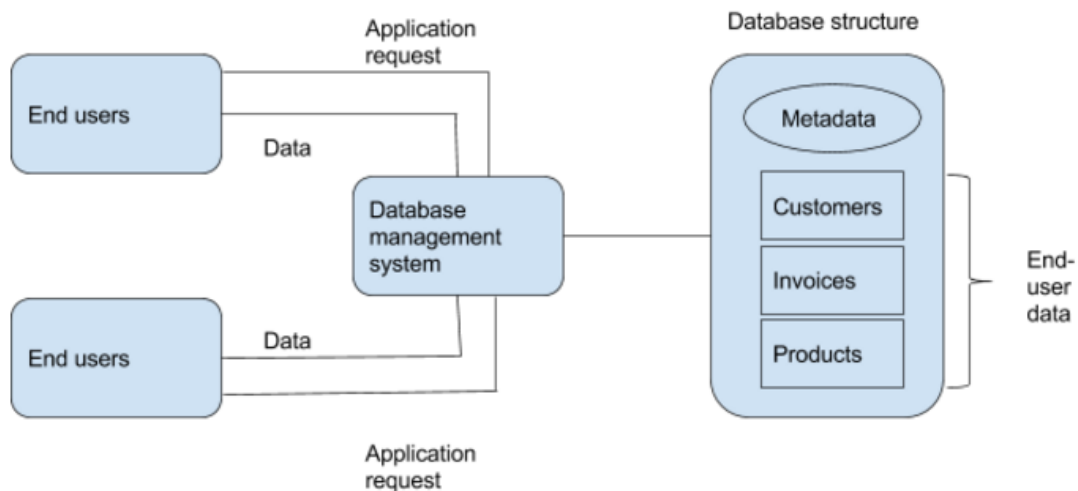 Database structure
Application
request
End users
Metadata
Data
Customers
Database
management
system
Invoices
End-
user
data
Products
Data
End users
Application
request